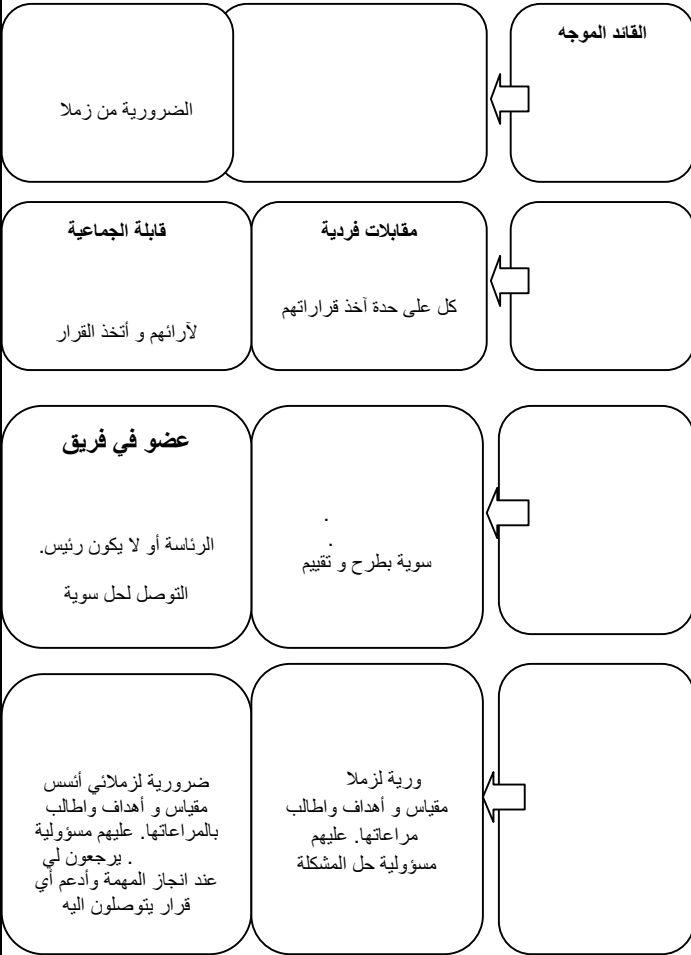 القائد الموجه
الضرورية من زملا
مقابلات فردية
كل على حدة آخذ قراراتهم
قابلة الجماعية
لآرائهم و أتخذ القرار
.
.
سوية بطرح و تقييم
عضو في فريق
الرئاسة أو لا يكون رئيس.
التوصل لحل سوية
ورية لزملا
مقياس و أهداف واطالب
مراعاتها. عليهم
مسؤولية حل المشكلة
ضرورية لزملائي أئسس
مقياس و أهداف واطالب
بالمراعاتها. عليهم مسؤولية
. يرجعون لي
عند انجاز المهمة وأدعم أي
قرار يتوصلون اليه